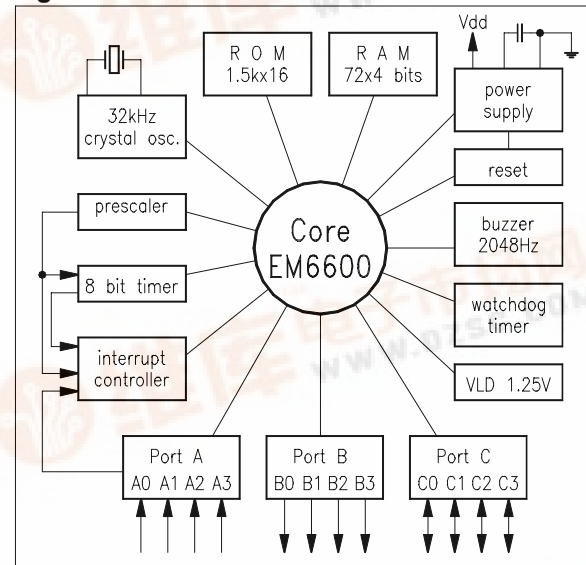 R O M
1.5kx16
R A M
72x4 bits
Vdd
32kHz
crystal osc.
power
supply
reset
prescaler
Core
EM6600
buzzer
2048Hz
8 bit timer
watchdog
timer
interrupt
controller
VLD 1.25V
Port A
A0 A1 A2 A3
Port B
B0 B1 B2 B3
Port C
C0 C1 C2 C3